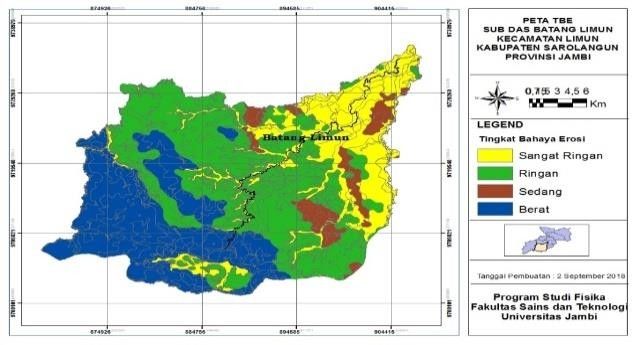 874926 884756 894585 904415
PETA TBE
SUB DAS BATANG LIMUN
KECAMATAN LIMUN
KABUPATEN SAROLANGUN
PROVINSI JAMBI
Km
LEGEND
Tingkat Bahaya Erosi
Sangat Ringan
Ringan
Sedang
Berat
Batang Limun
Tanggal Pembuatan : 2 September 2018
Program Studi Fisika
Fakultas Sains dan Teknologi
Universitas Jambi
874926 884756 894585 904415